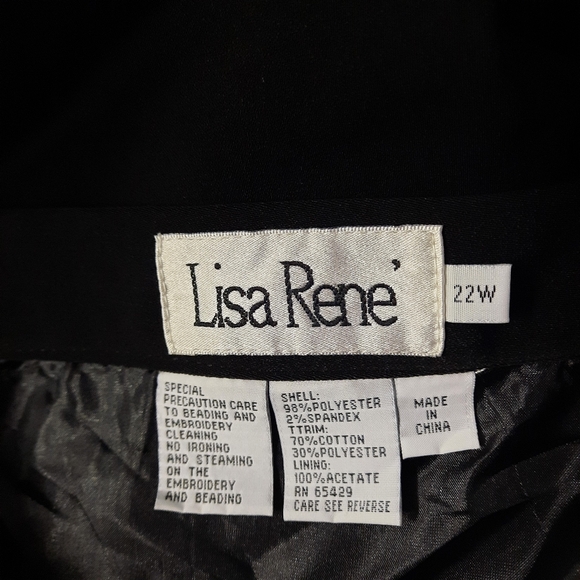 Lisa Rene'
22W
SPECIAL
PRECAUTION CARE
TO BEADING AND
EMBROIDERY
CLEANING
NO IRONING
AND STEAMING
ON THE
EMBROIDERY
AND BEADING
SHELL:
98%POLYESTER
2%SPANDEX
TTRIM:
70%COTTON
30%POLYESTER
LINING:
100%ACETATE
RN 65429
CARE SEE REVERSE
MADE
IN
CHINA